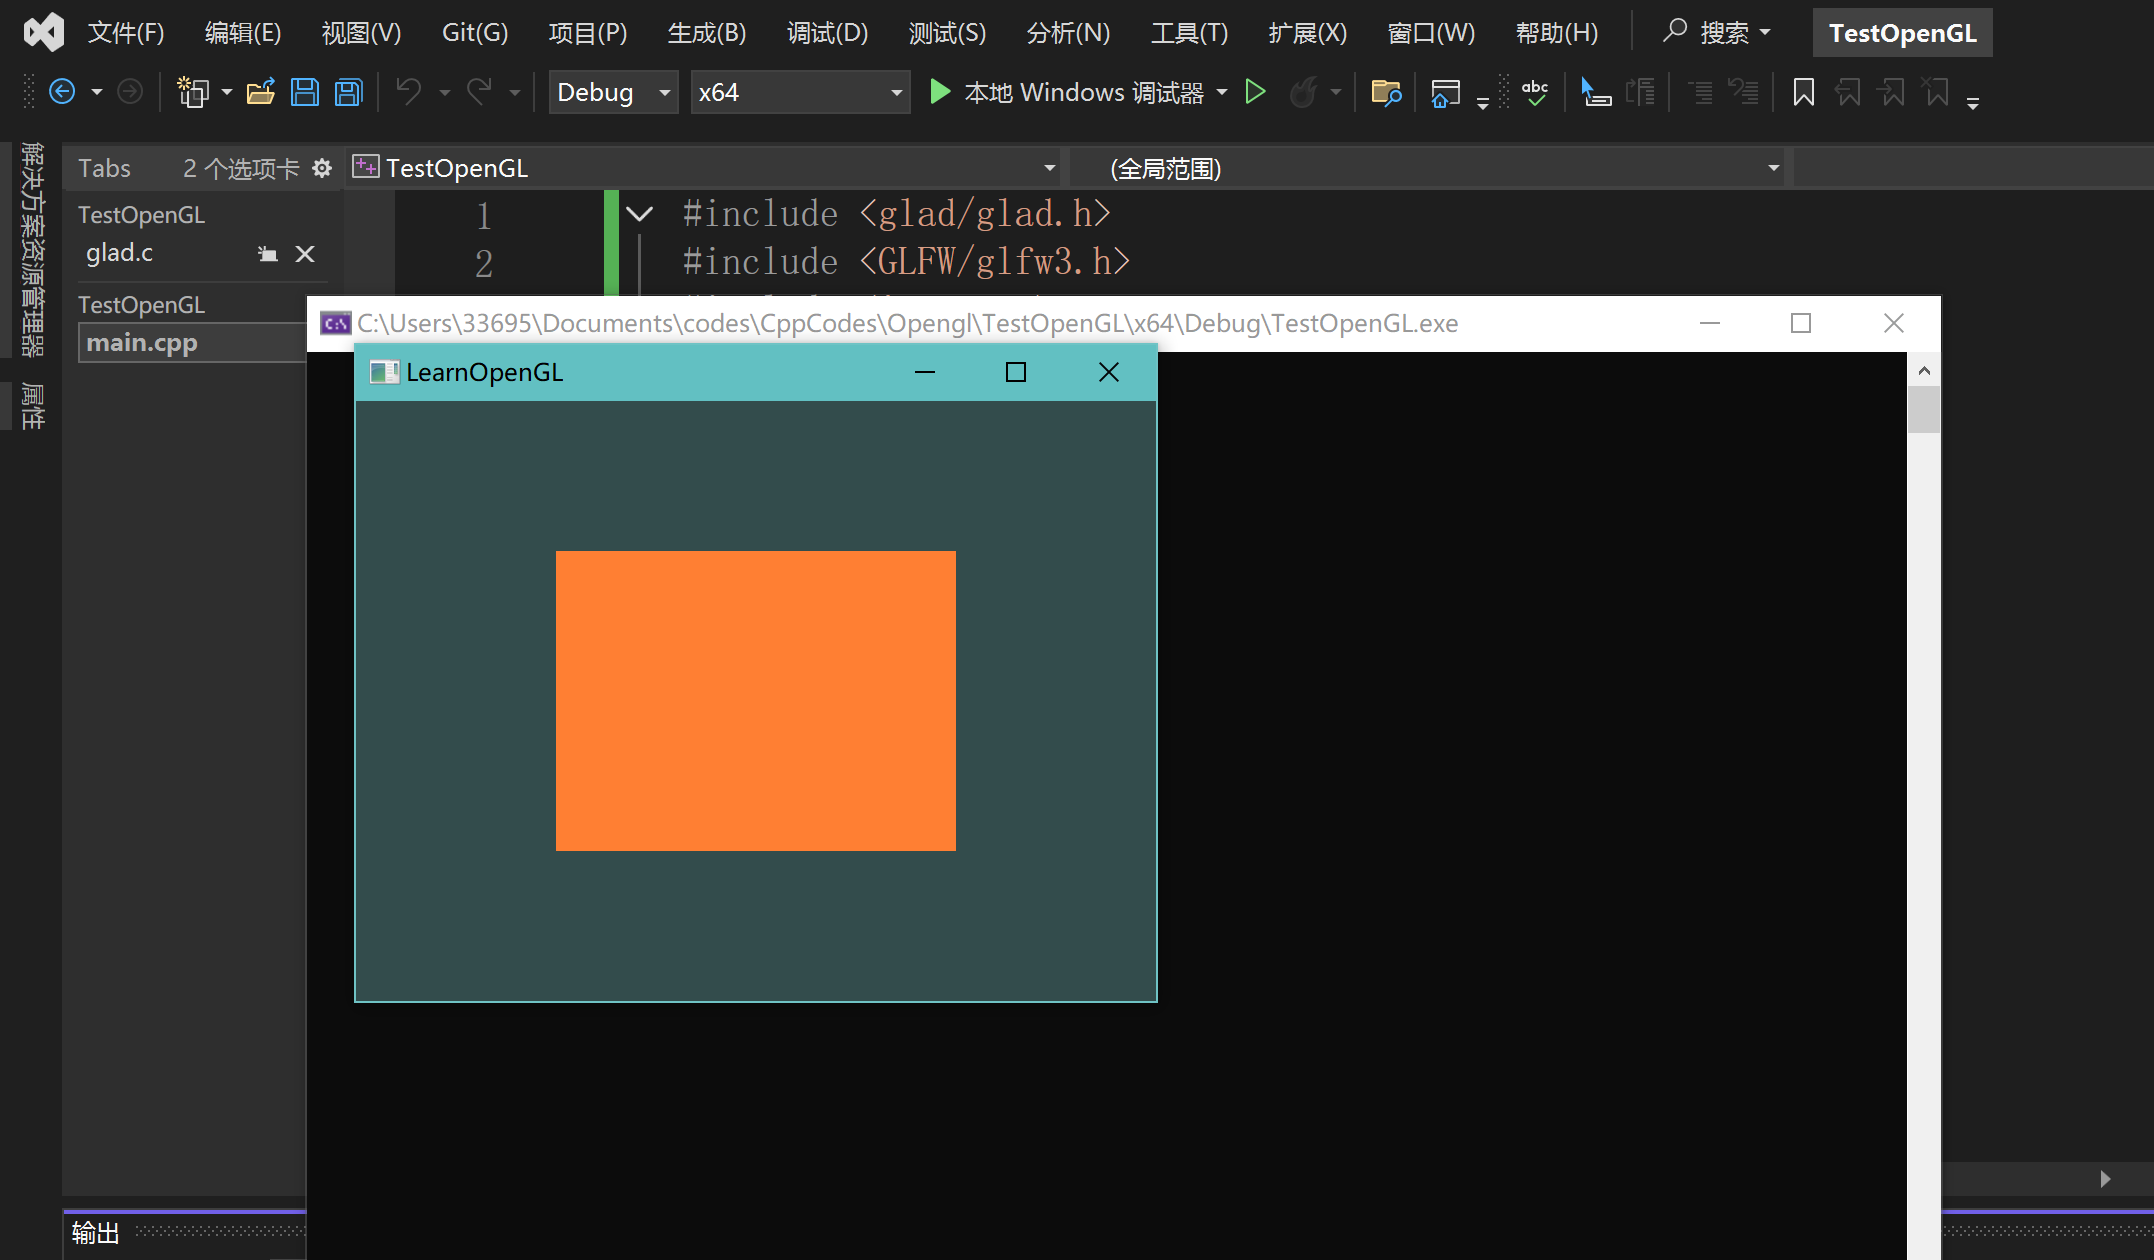 文件(F) 编辑(E) 视图(V) Git(G) 项目(P) 生成(B) 调试(D) 测试(S) 分析(N) 工具(T) 扩展(X) 窗口(W) 帮助(H) 搜索 TestOpenGL
Debug x64 本地 Windows 调试器 abc
解决方案资源管理器
属性
Tabs 2 个选项卡
TestOpenGL
glad.c
TestOpenGL
main.cpp
TestOpenGL (全局范围)
1 #include <glad/glad.h>
2 #include <GLFW/glfw3.h>
C:\Users\33695\Documents\codes\CppCodes\Opengl\TestOpenGL\x64\Debug\TestOpenGL.exe
LearnOpenGL
输出